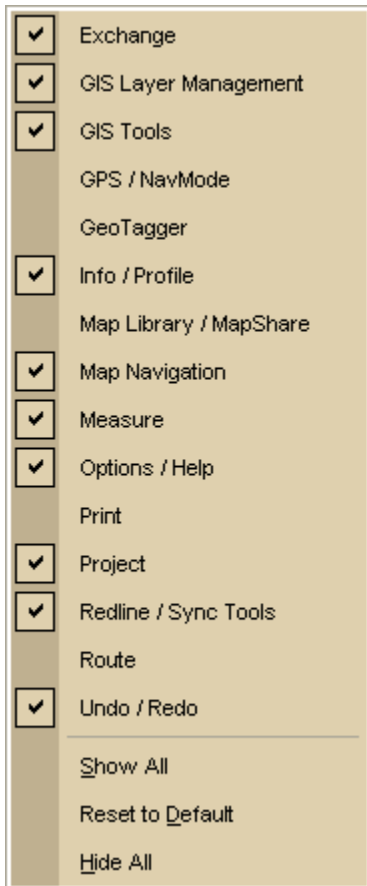 Exchange
GIS Layer Management
GIS Tools
GPS / NavMode
GeoTagger
Info / Profile
Map Library / MapShare
Map Navigation
Measure
Options / Help
Print
Project
Redline / Sync Tools
Route
Undo / Redo
Show All
Reset to Default
Hide All